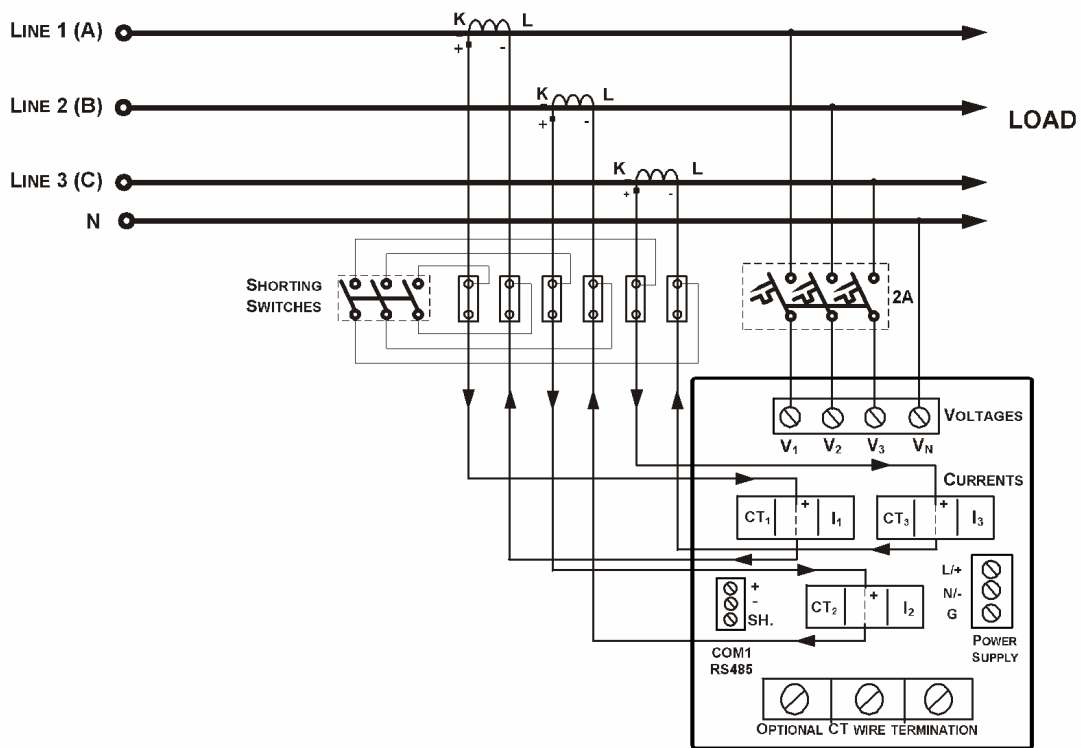 K L
LINE 1 (A)
+ -
K L
LINE 2 (B)
+ -
LOAD
K L
LINE 3 (C)
+ -
N
SHORTING
SWITCHES
2A
VOLTAGES
V1 V2 V3 VN
CURRENTS
CT1 + I1
CT3 + I3
L/+
N/-
G
POWER
SUPPLY
+
-
SH.
COM1
RS485
CT2 + I2
OPTIONAL CT WIRE TERMINATION